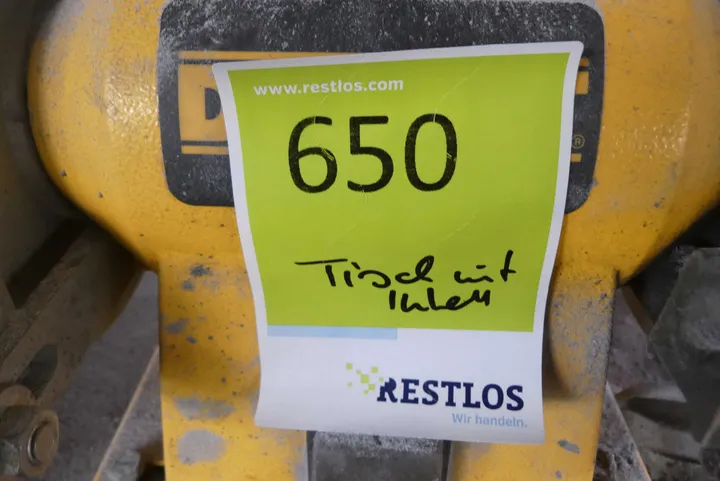 www.restlos.com
650
Tisch mit
Inhalt
RESTLOS
Wir handeln.
D
®